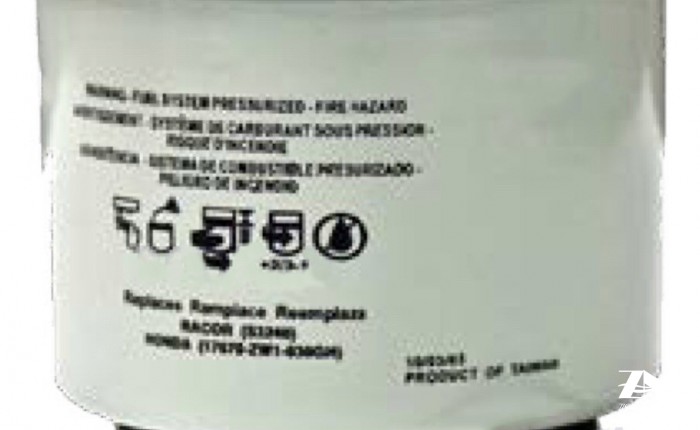 WARNING - FUEL SYSTEM PRESSURIZED - FIRE HAZARD
AVERTISSEMENT - SYSTÈME DE CARBURANT SOUS PRESSION -
RISQUE D'INCENDIE
ADVERTENCIA - SISTEMA DE COMBUSTIBLE PRESURIZADO -
PELIGRO DE INCENDIO
Replaces Remplace Reemplaza
RACOR
HONDA
PRODUCT OF TAIWAN